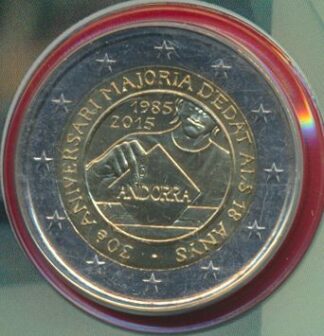 30è ANIVERSARI MAJORIA D'EDAT ALS 18 ANYS
1985
2015
ANDORRA